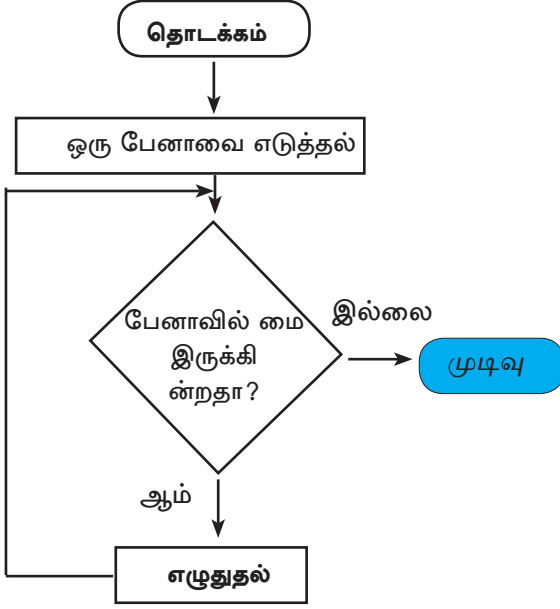 தொடக்கம்
ஒரு பேனாவை எடுத்தல்
பேனாவில் மை
இருக்கி
ன்றதா?
இல்லை
முடிவு
ஆம்
எழுதுதல்